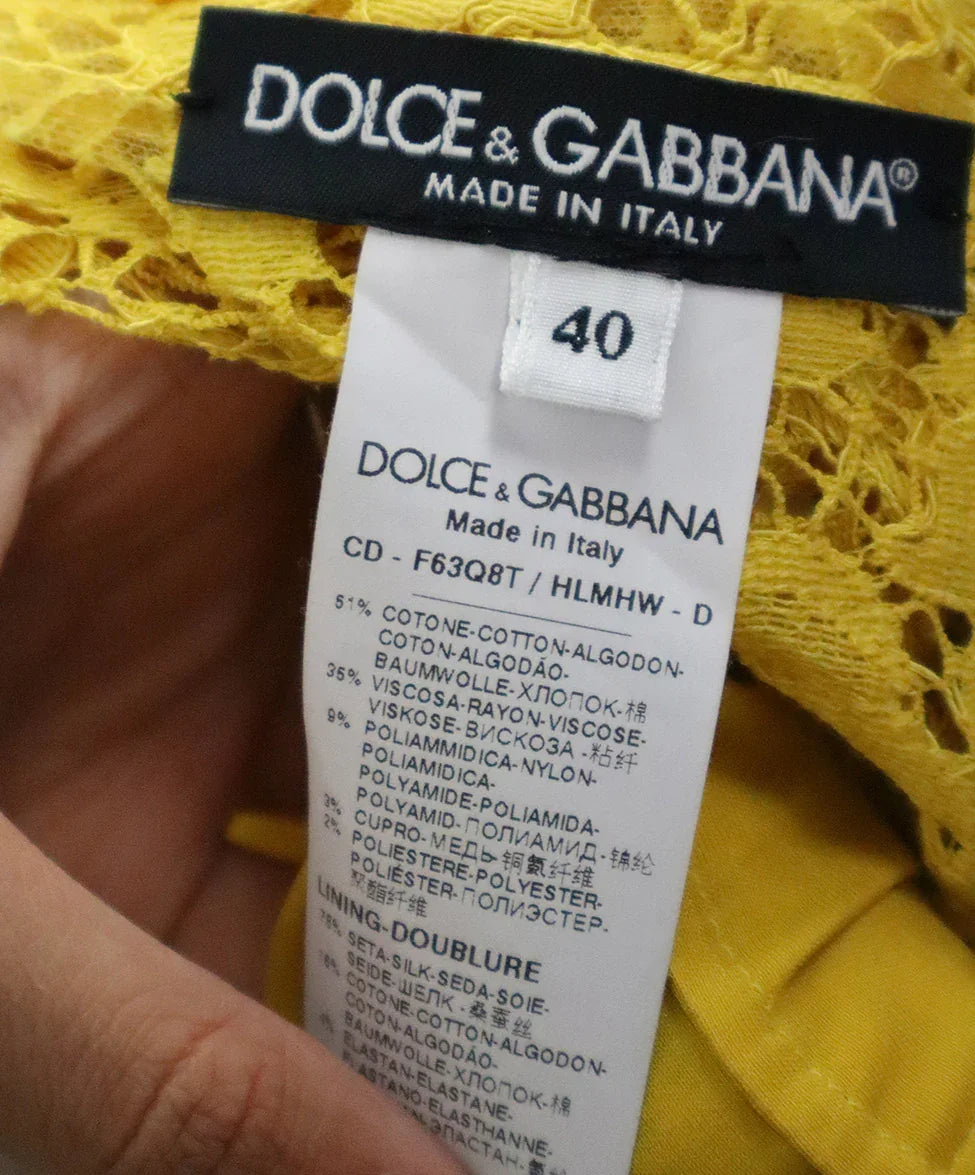 DOLCE & GABBANA®
MADE IN ITALY
40
DOLCE & GABBANA
Made in Italy
CD - F63Q8T / HLMHW - D
51% COTONE-COTTON-ALGODON-
COTON-ALGODÃO-
BAUMWOLLE-ХЛОПОК-棉
35% VISCOSA-RAYON-VISCOSE-
VISKOSE-ВИСКОЗА-粘纤
9% POLIAMMIDICA-NYLON-
POLIAMIDICA-
POLYAMIDE-POLIAMIDA-
POLYAMID-ПОЛИАМИД-锦纶
3% CUPRO-МЕДЬ-铜氨纤维
2% POLIESTERE-POLYESTER-
POLIÉSTER-ПОЛИЭСТЕР-
聚酯纤维
LINING-DOUBLURE
SETA-SILK-SEDA-SOIE-
SEIDE-ШЕЛК-桑蚕丝
COTONE-COTTON-ALGODON-
COTON-ALGODÃO-
BAUMWOLLE-ХЛОПОК-棉
ELASTAN-ELASTANE-
ELASTANO-ELASTHANNE-